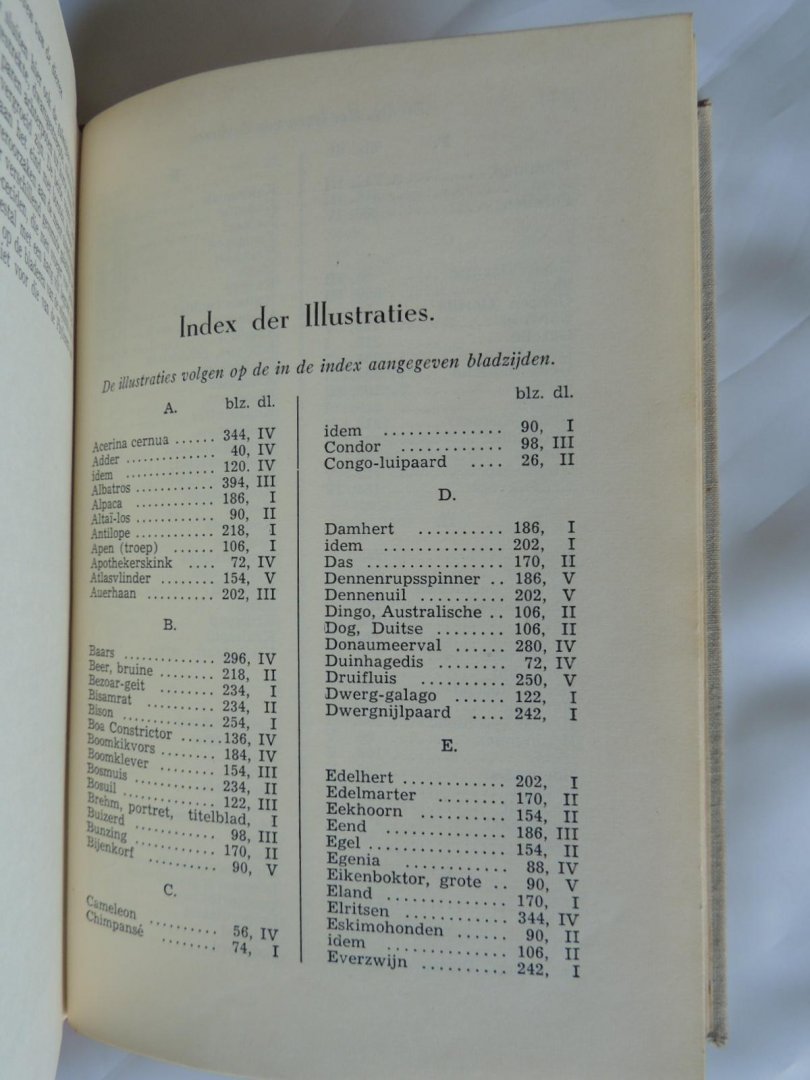 Index der Illustraties.
De illustraties volgen op de in de index aangegeven bladzijden.
A. blz. dl.
Acerina cernua ...... 344, IV
Adder .............. 40, IV
idem .............. 120. IV
Albatros ............ 394, III
Alpaca ............. 186, I
Altaï-los ............ 90, II
Antilope ............ 218, I
Apen (troep) ...... 106, I
Apothekerskink .... 72, IV
Atlasvlinder ........ 154, V
Auerhaan .......... 202, III
B.
Baars .............. 296, IV
Beer, bruine ........ 218, II
Bezoar-geit ........ 234, I
Bisamrat .......... 234, II
Bison .............. 254, I
Boa Constrictor ......136, IV
Boomkikvors ........ 184, IV
Boomklever ........ 154, III
Bosmuis ............ 234, II
Bosuil .............. 122, III
Brehm, portret, titelblad, I
Buizerd ............ 98, III
Bunzing ............ 170, II
Bijenkorf .......... 90, V
C.
Cameleon .......... 56, IV
Chimpansé ........ 74, I
blz. dl.
idem .............. 90, I
Condor ............ 98, III
Congo-luipaard .... 26, II
D.
Damhert .......... 186, I
idem .............. 202, I
Das ................ 170, II
Dennenrupsspinner .. 186, V
Dennenuil .......... 202, V
Dingo, Australische .. 106, II
Dog, Duitse ........ 106, II
Donaumeerval ...... 280, IV
Duinhagedis ........ 72, IV
Druifluis .......... 250, V
Dwerg-galago ...... 122, I
Dwergnijlpaard .... 242, I
E.
Edelhert ............ 202, I
Edelmarter ........ 170, II
Eekhoorn .......... 154, II
Eend .............. 186, III
Egel ................ 154, II
Egenia ............ 88, IV
Eikenboktor, grote .. 90, V
Eland .............. 170, I
Elritsen ............ 344, IV
Eskimohonden ...... 90, II
idem .............. 106, II
Everzwijn .......... 242, I